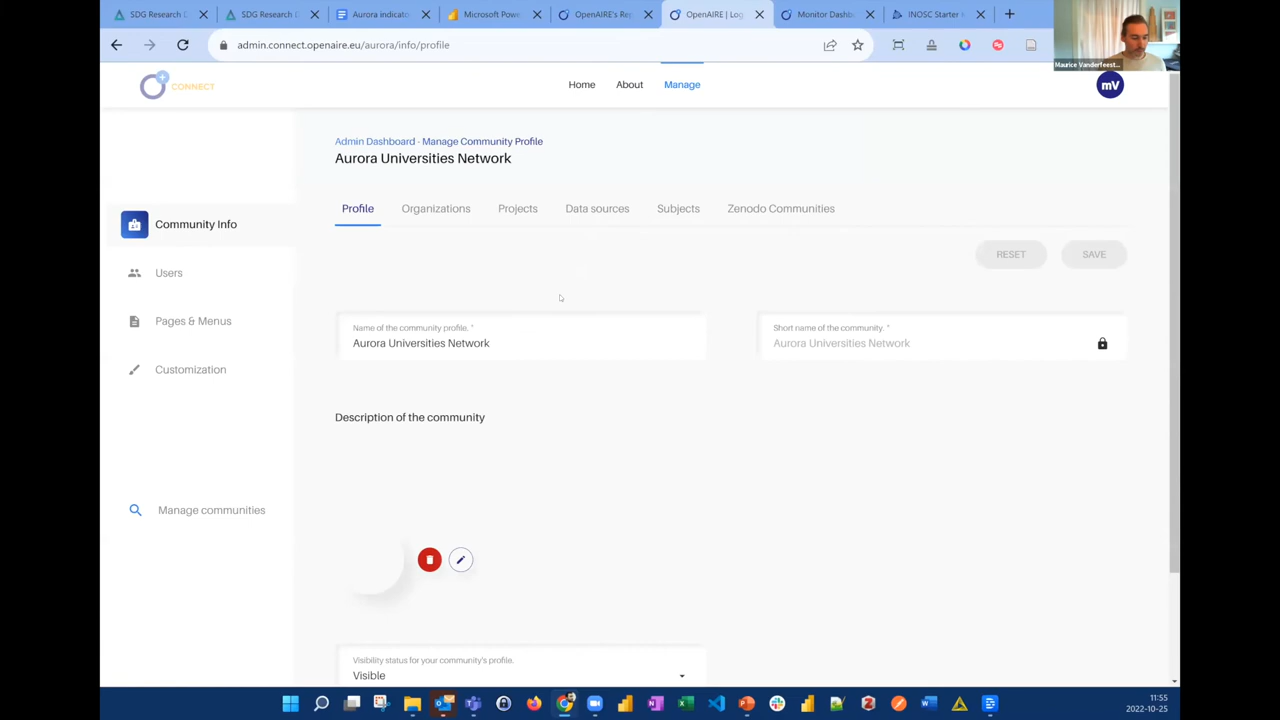 SDG Research D
SDG Research D
Aurora indicato
Microsoft Powe
OpenAIRE's Re
OpenAIRE | Log
Monitor Dashb
INOSC Starter K
admin.connect.openaire.eu/aurora/info/profile
Maurice Vanderfeest...
CONNECT
Home
About
Manage
mV
Admin Dashboard - Manage Community Profile
Aurora Universities Network
Profile
Organizations
Projects
Data sources
Subjects
Zenodo Communities
Community Info
Users
Pages & Menus
Customization
Manage communities
RESET
SAVE
Name of the community profile. *
Aurora Universities Network
Short name of the community. *
Aurora Universities Network
Description of the community
Visibility status for your community's profile.
Visible
11:55
2022-10-25